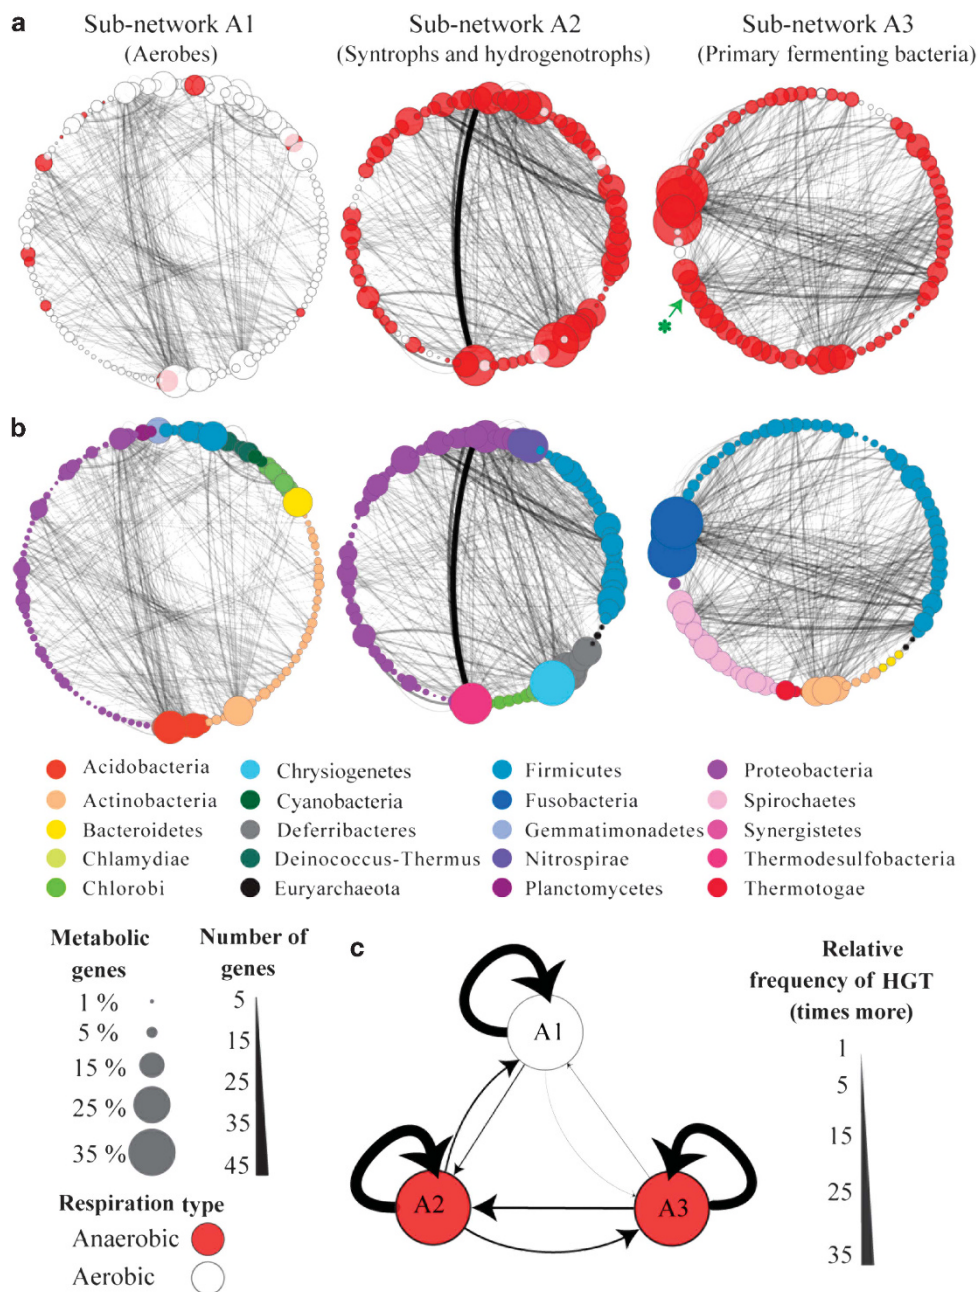 a
Sub-network A1
(Aerobes)
Sub-network A2
(Syntrophs and hydrogenotrophs)
Sub-network A3
(Primary fermenting bacteria)
*
b
Acidobacteria
Actinobacteria
Bacteroidetes
Chlamydiae
Chlorobi
Chrysiogenetes
Cyanobacteria
Deferribacteres
Deinococcus-Thermus
Euryarchaeota
Firmicutes
Fusobacteria
Gemmatimonadetes
Nitrospirae
Planctomycetes
Proteobacteria
Spirochaetes
Synergistetes
Thermodesulfobacteria
Thermotogae
Metabolic
genes
1 %
5 %
15 %
25 %
35 %
Number of
genes
5
15
25
35
45
Respiration type
Anaerobic
Aerobic
c
A1
A2
A3
Relative
frequency of HGT
(times more)
1
5
15
25
35